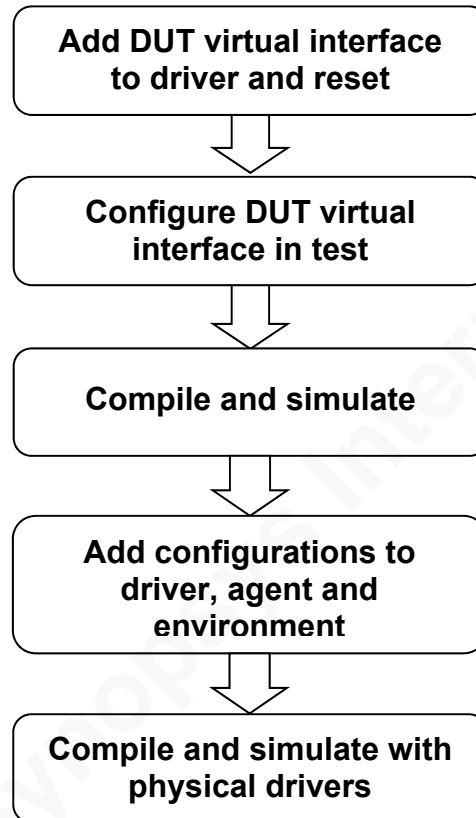 Add DUT virtual interface
to driver and reset
Configure DUT virtual
interface in test
Compile and simulate
Add configurations to
driver, agent and
environment
Compile and simulate with
physical drivers